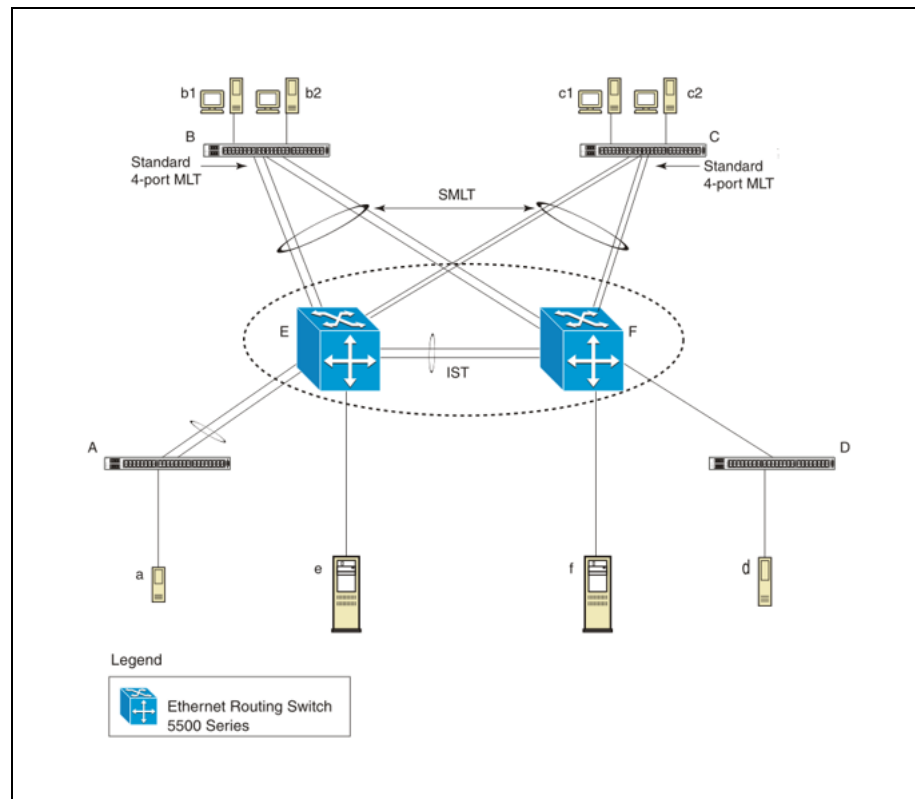 b1
b2
c1
c2
B
C
Standard
4-port MLT
Standard
4-port MLT
SMLT
E
F
IST
A
D
a
e
f
d
Legend
Ethernet Routing Switch
5500 Series